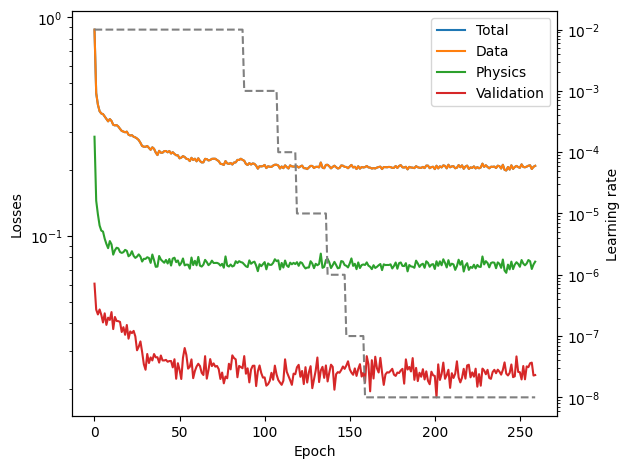 Total
Data
Physics
Validation
10⁰
10⁻¹
Losses
0
50
100
150
200
250
Epoch
10⁻²
10⁻³
10⁻⁴
10⁻⁵
10⁻⁶
10⁻⁷
10⁻⁸
Learning rate